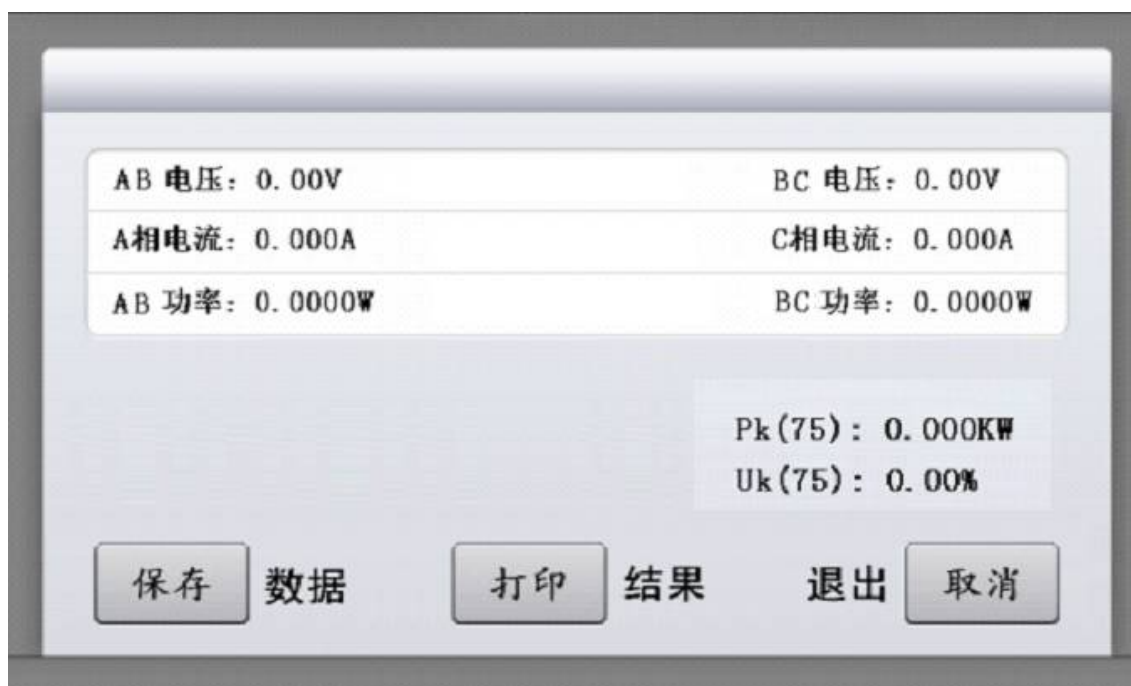 AB 电压: 0.00V BC 电压: 0.00V
A相电流: 0.000A C相电流: 0.000A
AB 功率: 0.0000W BC 功率: 0.0000W
Pk(75): 0.000KW
Uk(75): 0.00%
保存 数据 打印 结果 退出 取消